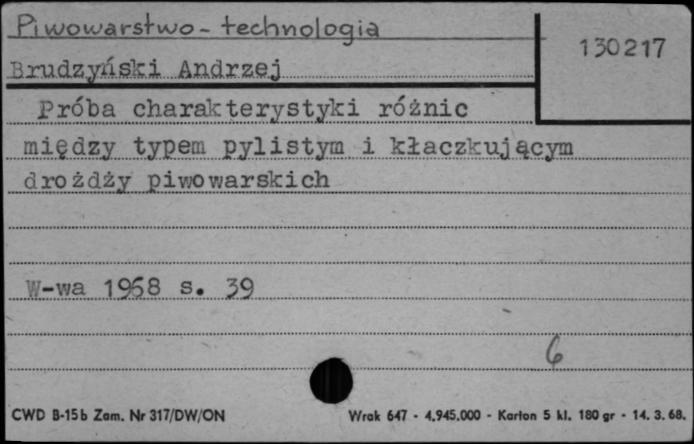 Piwowarstwo - technologia
130217
Brudzyński Andrzej
Próba charakterystyki różnic
między typem pylistym i kłaczkującym
drożdży piwowarskich
W-wa 1968 s. 39
6
CWD B-15b Zam. Nr 317/DW/ON Wrak 647 - 4.945.000 - Karton 5 kl. 180 gr - 14. 3. 68.